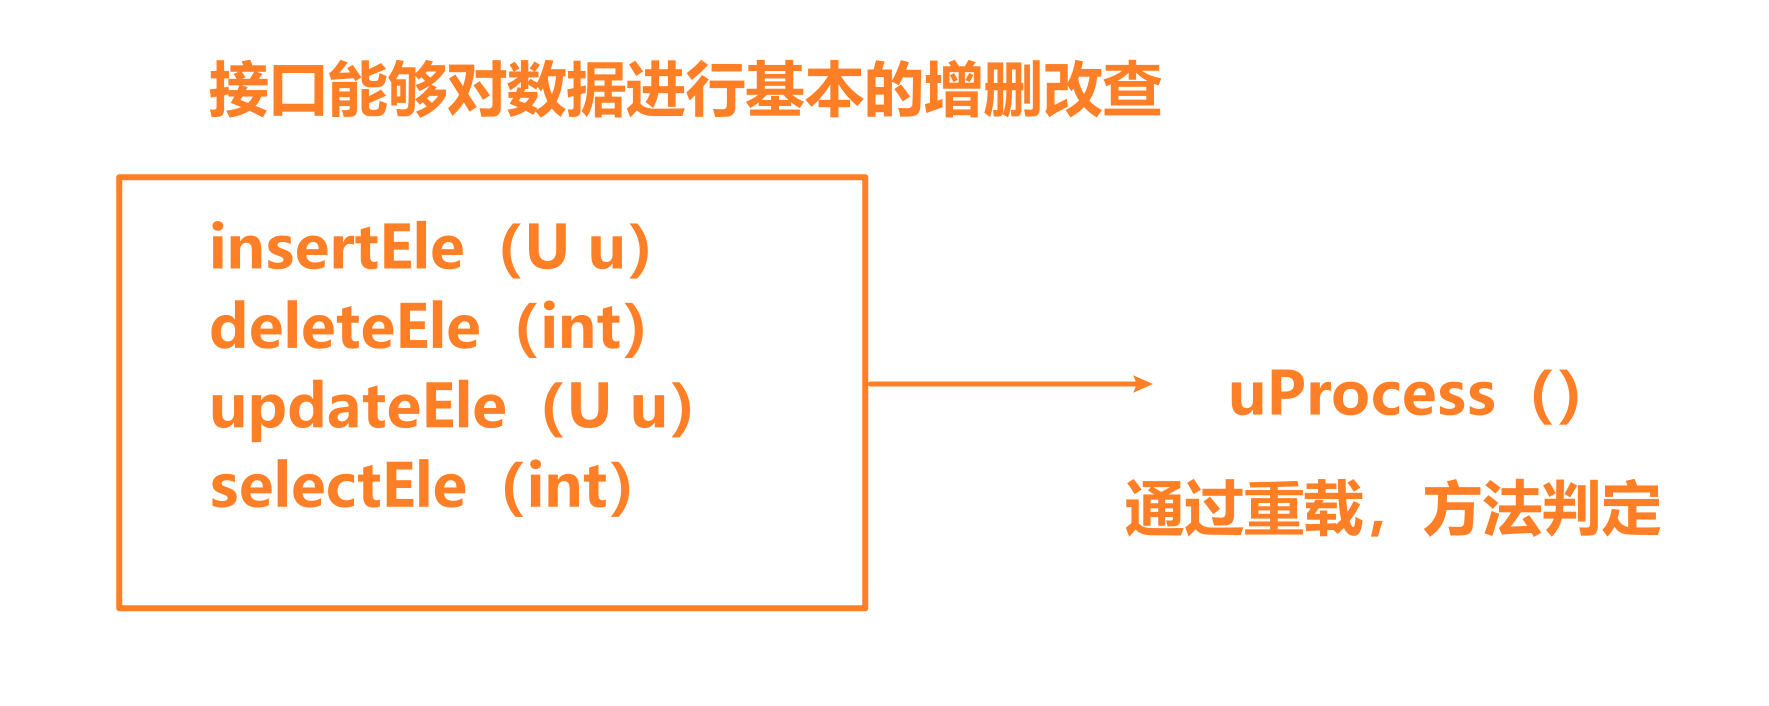 接口能够对数据进行基本的增删改查
insertEle（U u）
deleteEle（int）
updateEle（U u）
selectEle（int）
uProcess（）
通过重载，方法判定